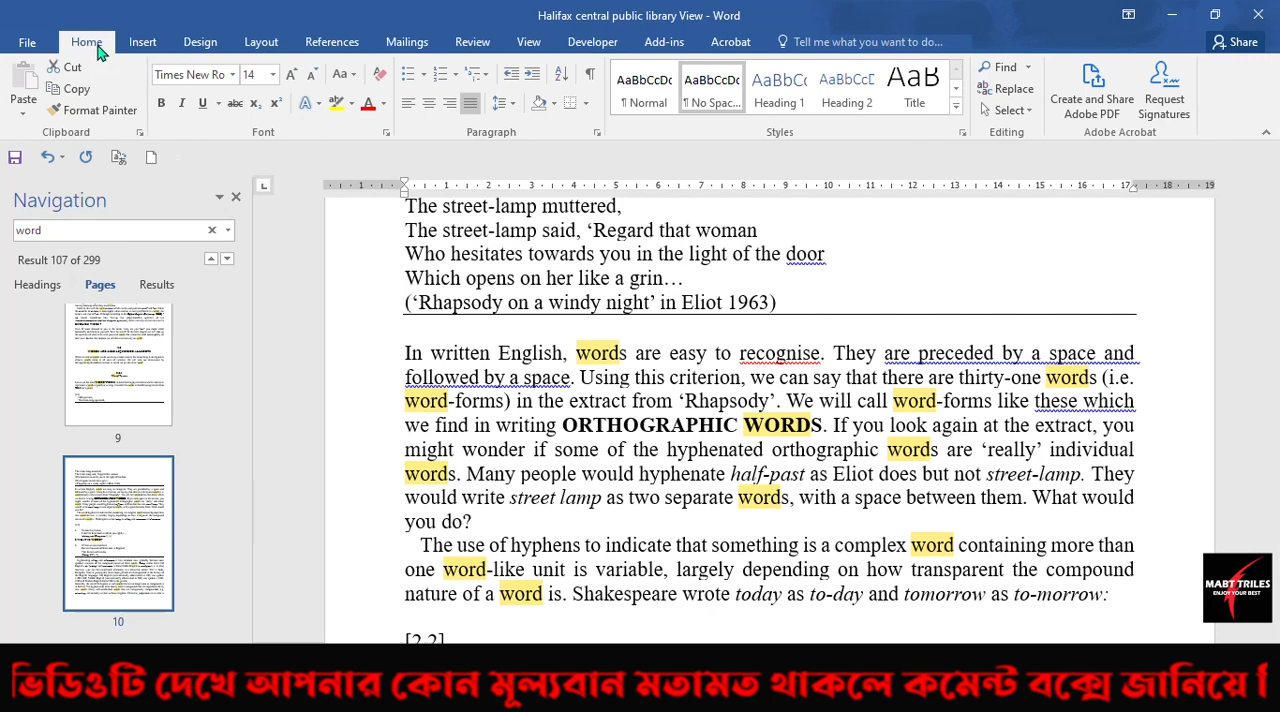 Halifax central public library View - Word
File Home Insert Design Layout References Mailings Review View Developer Add-ins Acrobat Tell me what you want to do... Share
Paste Cut Copy Format Painter Clipboard
Times New Ro 14 Aa Font
Paragraph
AaBbCcDc ¶ Normal AaBbCcDc ¶ No Spac... AaBbCc Heading 1 AaBbCcC Heading 2 AaB Title Styles
Find Replace Select Editing
Create and Share Adobe PDF Request Signatures Adobe Acrobat
Navigation
word
Result 107 of 299
Headings Pages Results
9
10
The street-lamp muttered,
The street-lamp said, ‘Regard that woman
Who hesitates towards you in the light of the door
Which opens on her like a grin…
(‘Rhapsody on a windy night’ in Eliot 1963)
In written English, words are easy to recognise. They are preceded by a space and
followed by a space. Using this criterion, we can say that there are thirty-one words (i.e.
word-forms) in the extract from ‘Rhapsody’. We will call word-forms like these which
we find in writing ORTHOGRAPHIC WORDS. If you look again at the extract, you
might wonder if some of the hyphenated orthographic words are ‘really’ individual
words. Many people would hyphenate half-past as Eliot does but not street-lamp. They
would write street lamp as two separate words, with a space between them. What would
you do?
The use of hyphens to indicate that something is a complex word containing more than
one word-like unit is variable, largely depending on how transparent the compound
nature of a word is. Shakespeare wrote today as to-day and tomorrow as to-morrow:
[2.2]
MABT TRILES
ENJOY YOUR BEST
ভিডিওটি দেখে আপনার কোন মূল্যবান মতামত থাকলে কমেন্ট বক্সে জানিয়ে